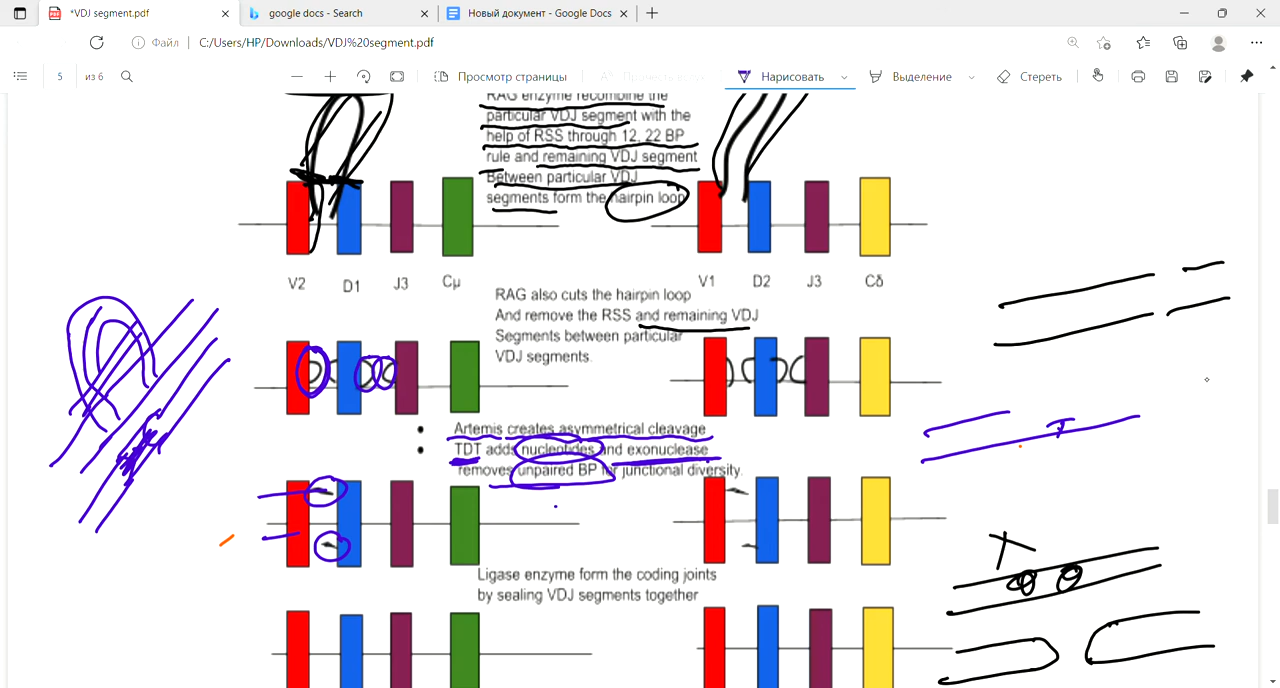 *VDJ segment.pdf
google docs - Search
Новый документ - Google Docs
Файл
C:/Users/HP/Downloads/VDJ%20segment.pdf
5 из 6
Просмотр страницы
Нарисовать
Выделение
Стереть
RAG enzyme recombine the
particular VDJ segment with the
help of RSS through 12, 22 BP
rule and remaining VDJ segment
Between particular VDJ
segments form the hairpin loop
V2 D1 J3 Cμ
V1 D2 J3 Cδ
RAG also cuts the hairpin loop
And remove the RSS and remaining VDJ
Segments between particular
VDJ segments.
• Artemis creates asymmetrical cleavage
• TDT adds nucleotides and exonuclease
removes unpaired BP for junctional diversity.
Ligase enzyme form the coding joints
by sealing VDJ segments together